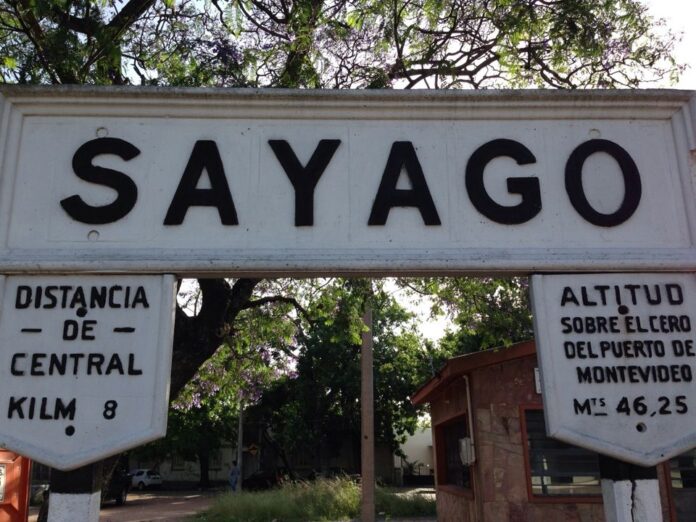 SAYAGO
DISTANCIA
- DE -
CENTRAL
KILM 8
ALTITUD
SOBRE EL CERO
DEL PUERTO DE
MONTEVIDEO
MTS 46,25